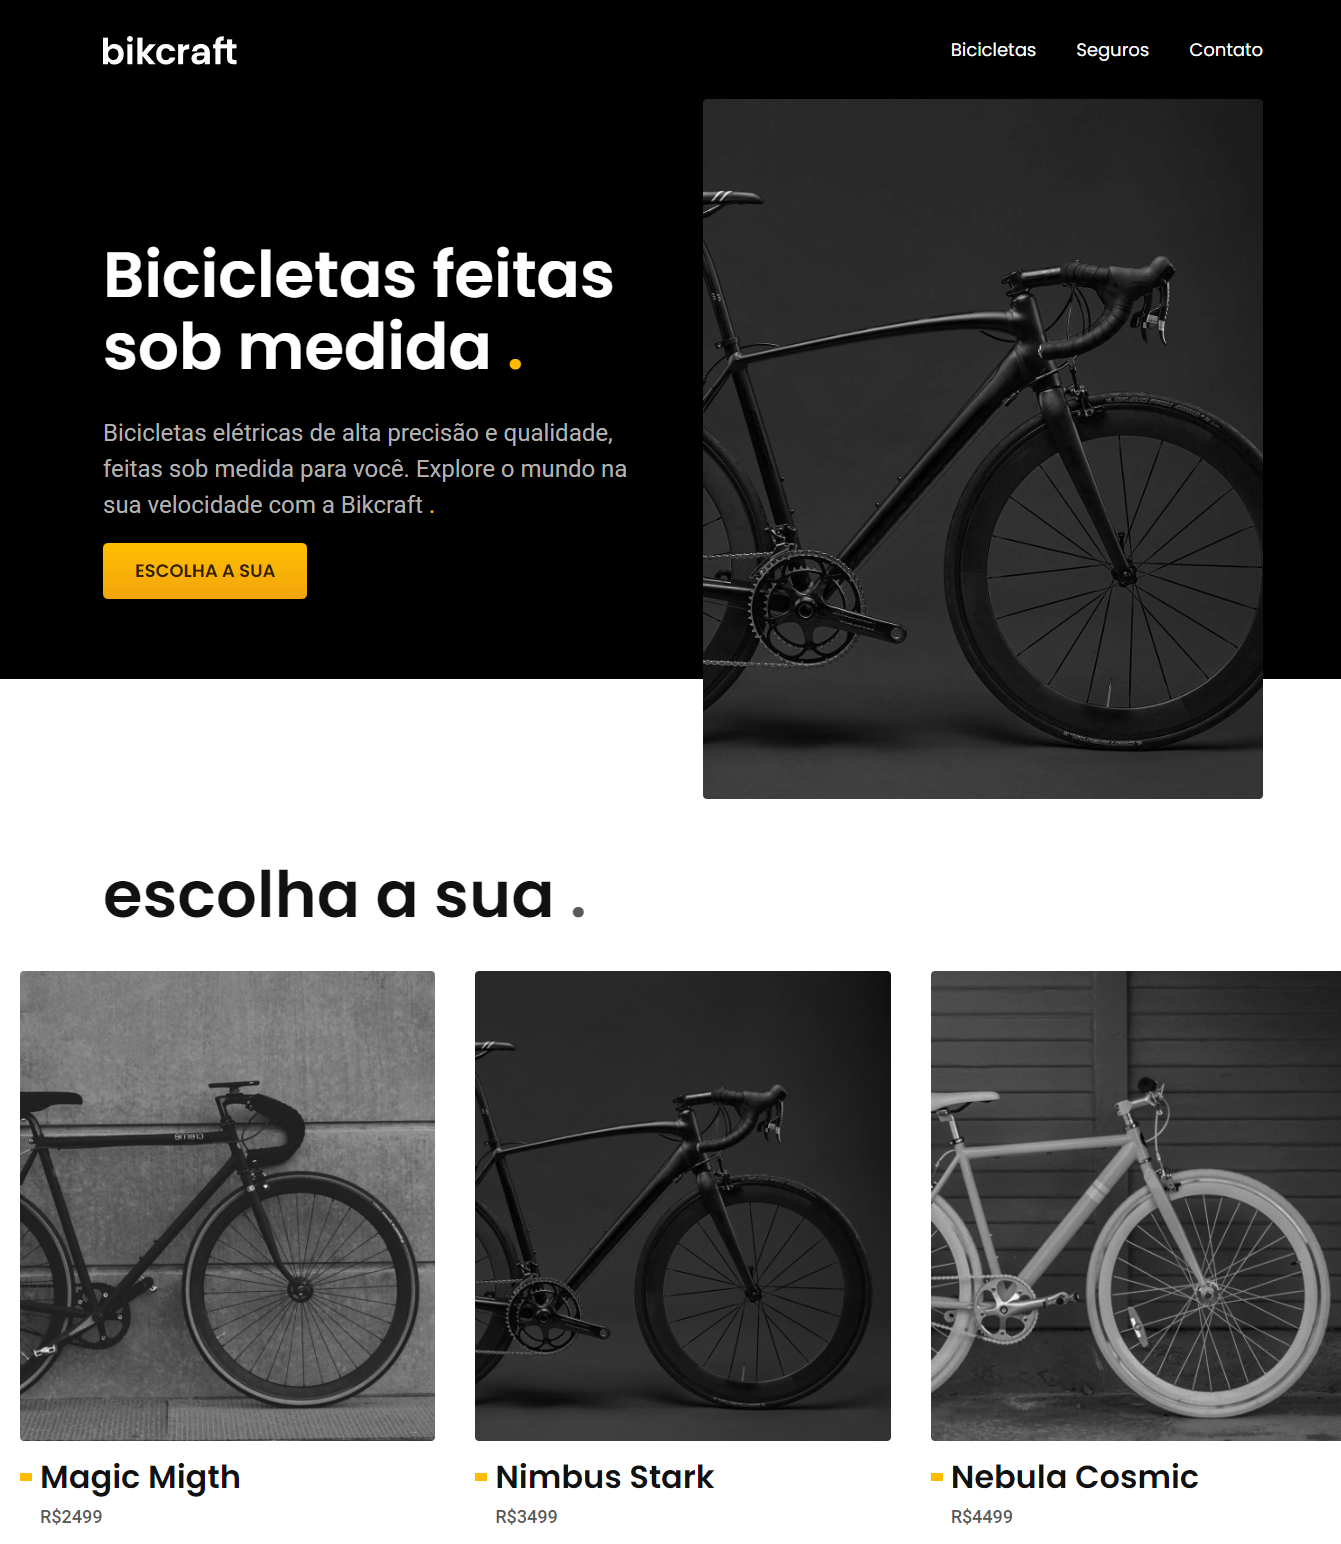 bikcraft
Bicicletas Seguros Contato
Bicicletas feitas
sob medida .
Bicicletas elétricas de alta precisão e qualidade,
feitas sob medida para você. Explore o mundo na
sua velocidade com a Bikcraft .
ESCOLHA A SUA
escolha a sua .
Magic Migth
R$2499
Nimbus Stark
R$3499
Nebula Cosmic
R$4499